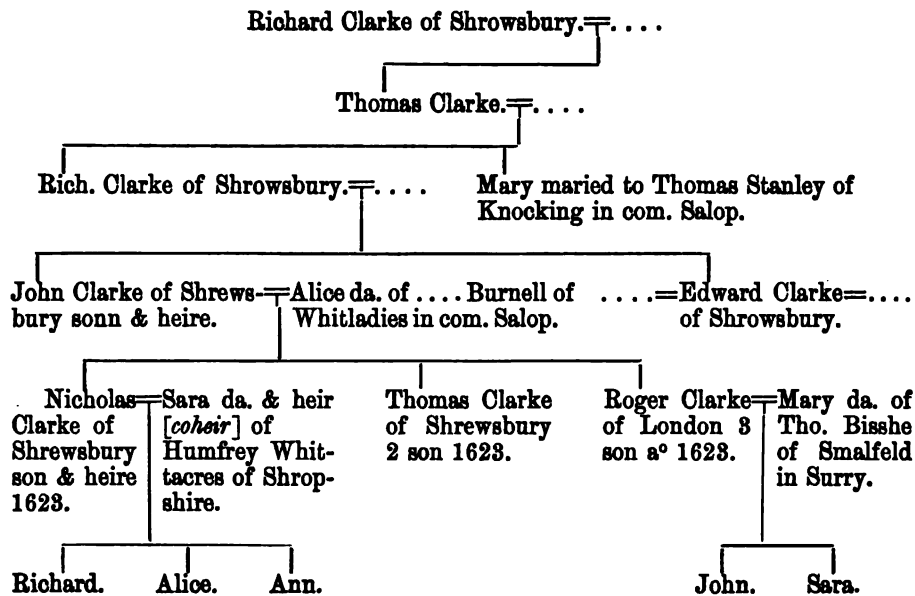 Richard Clarke of Shrowsbury.=....
Thomas Clarke.=....
Rich. Clarke of Shrowsbury.=....
Mary maried to Thomas Stanley of
Knocking in com. Salop.
John Clarke of Shrews-
bury sonn & heire.
=Alice da. of .... Burnell of
Whitladies in com. Salop.
....=Edward Clarke=....
of Shrowsbury.
Nicholas=
Clarke of
Shrewsbury
son & heire
1623.
Sara da. & heir
[coheir] of
Humfrey Whit-
tacres of Shrop-
shire.
Thomas Clarke
of Shrewsbury
2 son 1623.
Roger Clarke=
of London 3
son aº 1623.
Mary da. of
Tho. Bisshe
of Smalfeld
in Surry.
Richard.
Alice.
Ann.
John.
Sara.